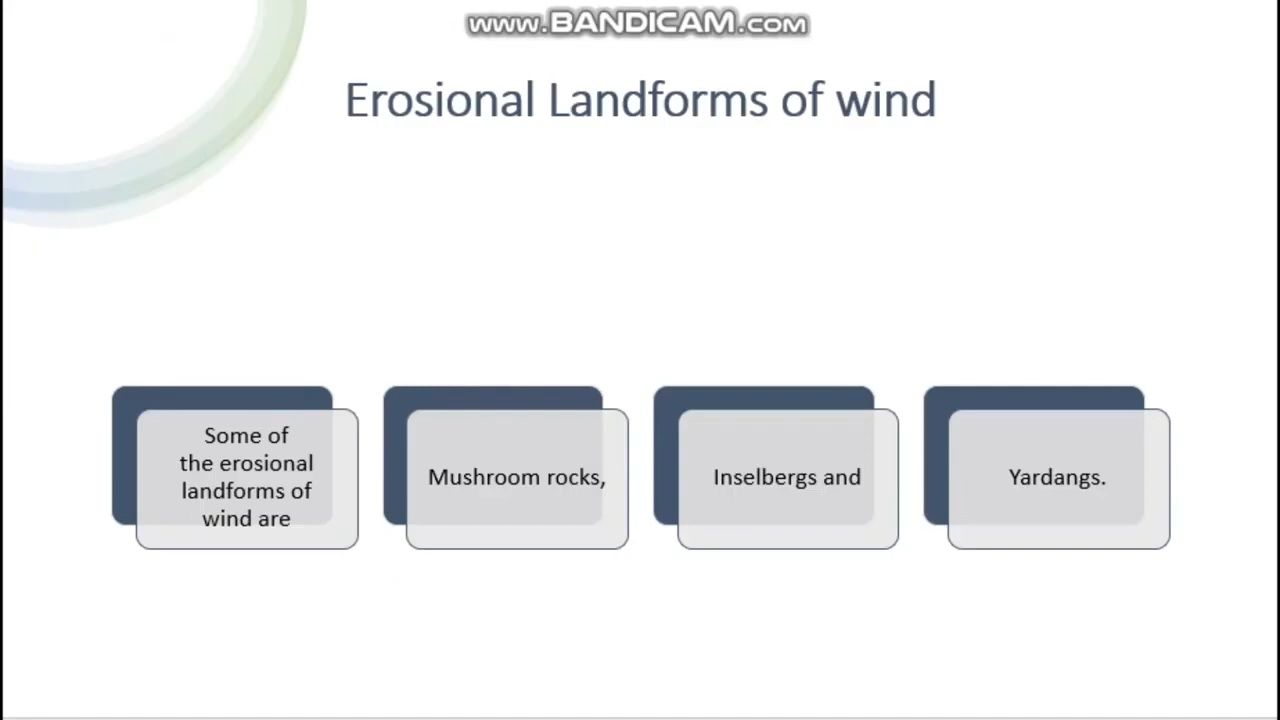 www.BANDICAM.com
Erosional Landforms of wind
Some of
the erosional
landforms of
wind are
Mushroom rocks,
Inselbergs and
Yardangs.